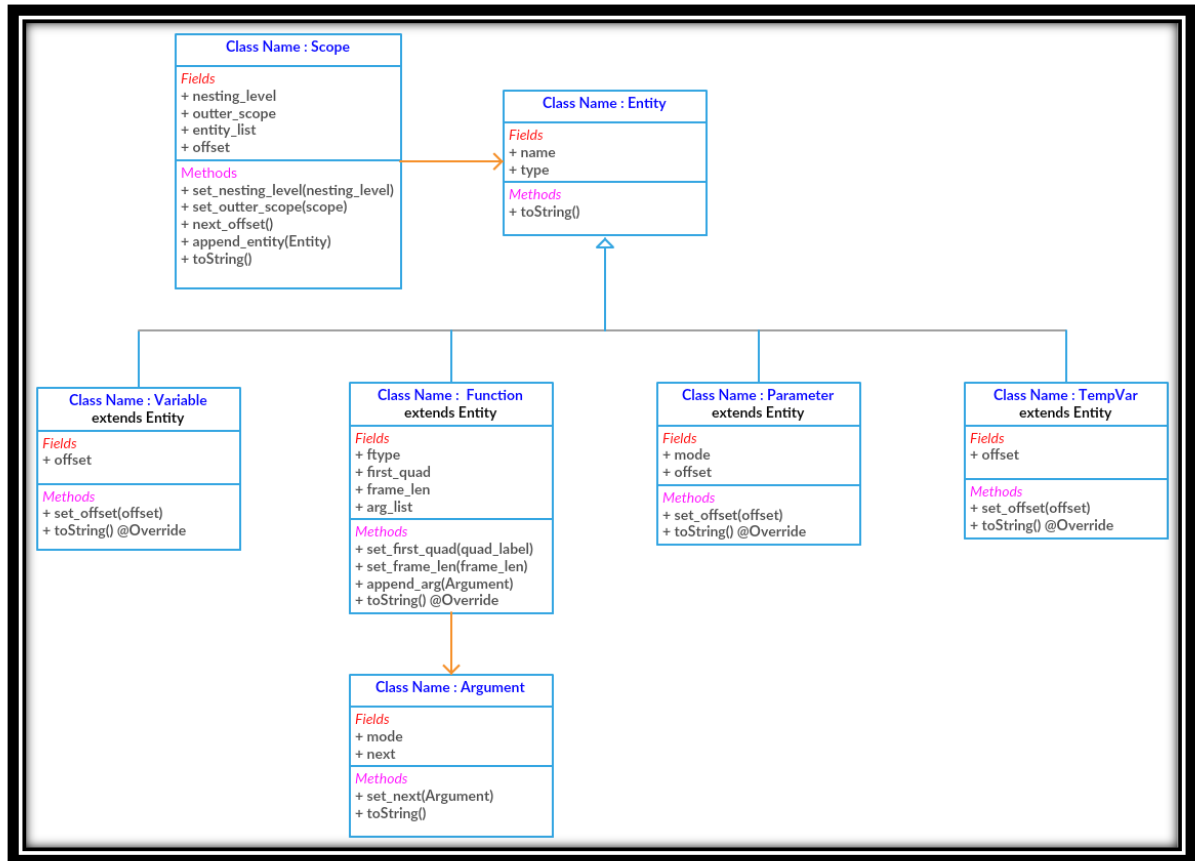 Class Name : Scope
Fields
+ nesting_level
+ outter_scope
+ entity_list
+ offset
Methods
+ set_nesting_level(nesting_level)
+ set_outter_scope(scope)
+ next_offset()
+ append_entity(Entity)
+ toString()
Class Name : Entity
Fields
+ name
+ type
Methods
+ toString()
Class Name : Variable
extends Entity
Fields
+ offset
Methods
+ set_offset(offset)
+ toString() @Override
Class Name :  Function
extends Entity
Fields
+ ftype
+ first_quad
+ frame_len
+ arg_list
Methods
+ set_first_quad(quad_label)
+ set_frame_len(frame_len)
+ append_arg(Argument)
+ toString() @Override
Class Name : Parameter
extends Entity
Fields
+ mode
+ offset
Methods
+ set_offset(offset)
+ toString() @Override
Class Name : TempVar
extends Entity
Fields
+ offset
Methods
+ set_offset(offset)
+ toString() @Override
Class Name : Argument
Fields
+ mode
+ next
Methods
+ set_next(Argument)
+ toString()